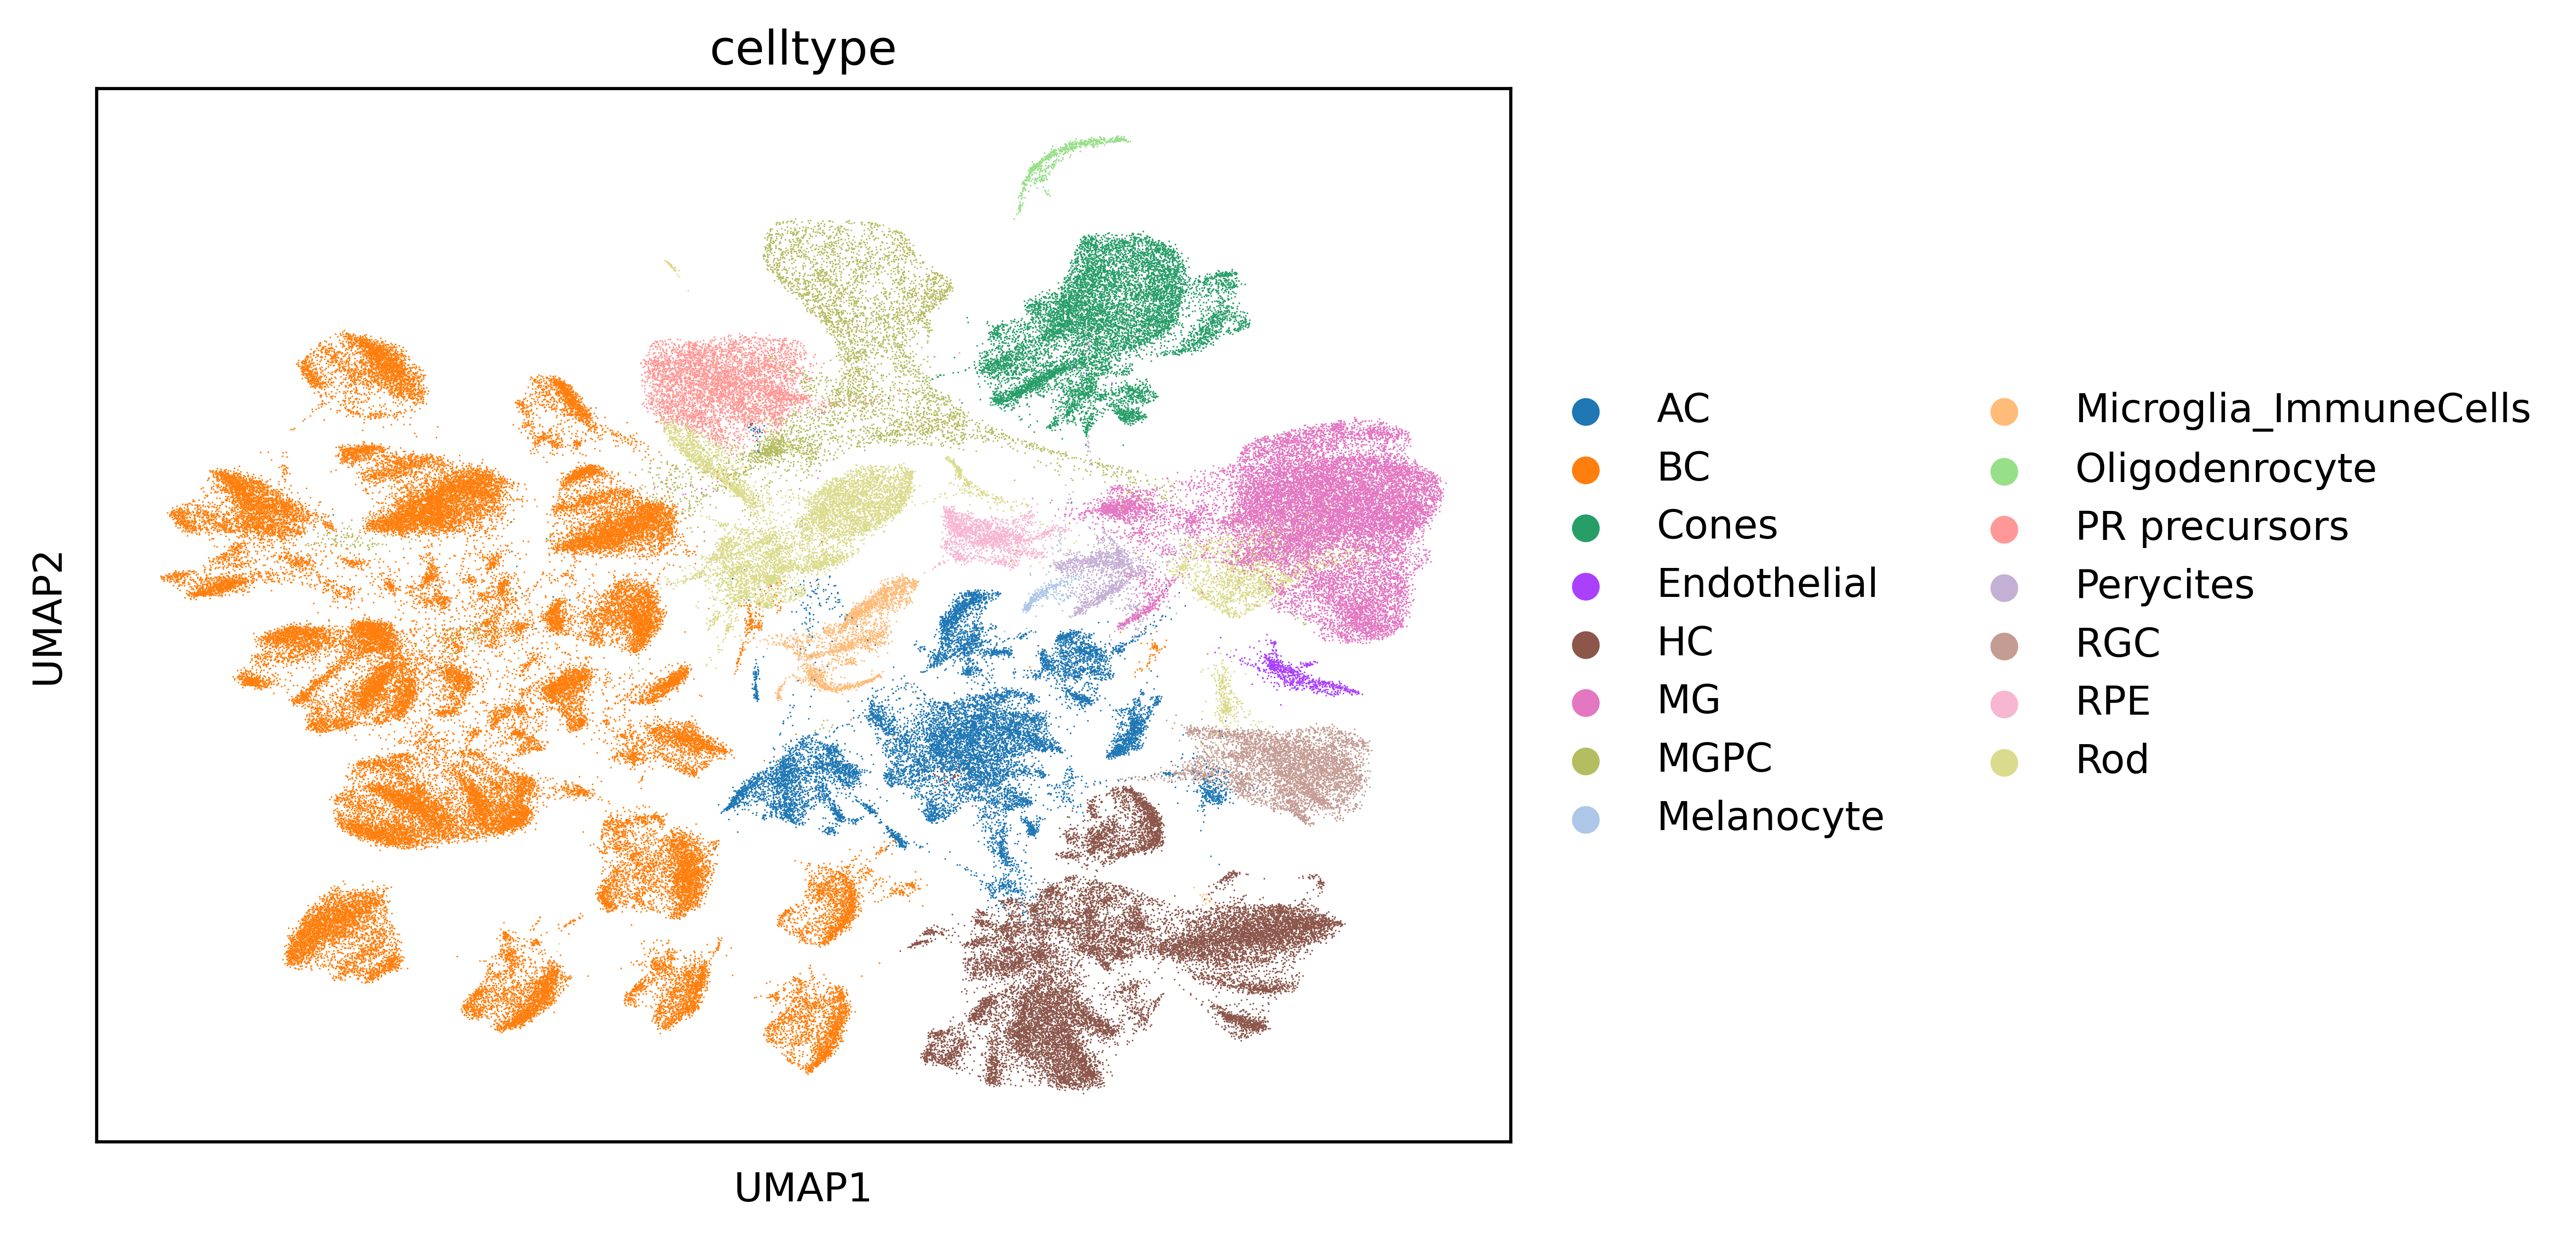 celltype
UMAP2
UMAP1
AC
BC
Cones
Endothelial
HC
MG
MGPC
Melanocyte
Microglia_ImmuneCells
Oligodenrocyte
PR precursors
Perycites
RGC
RPE
Rod